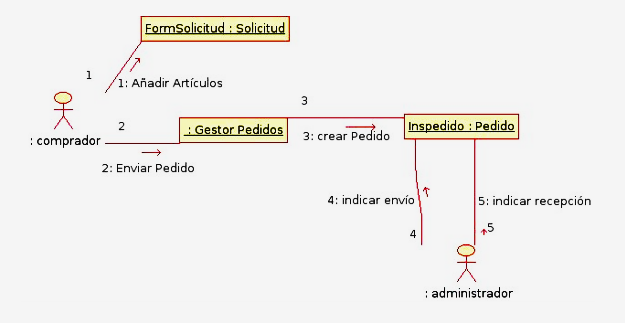 FormSolicitud : Solicitud
1
1: Añadir Artículos
: comprador
2
2: Enviar Pedido
: Gestor Pedidos
3
3: crear Pedido
Inspedido : Pedido
4: indicar envío
4
5: indicar recepción
5
: administrador